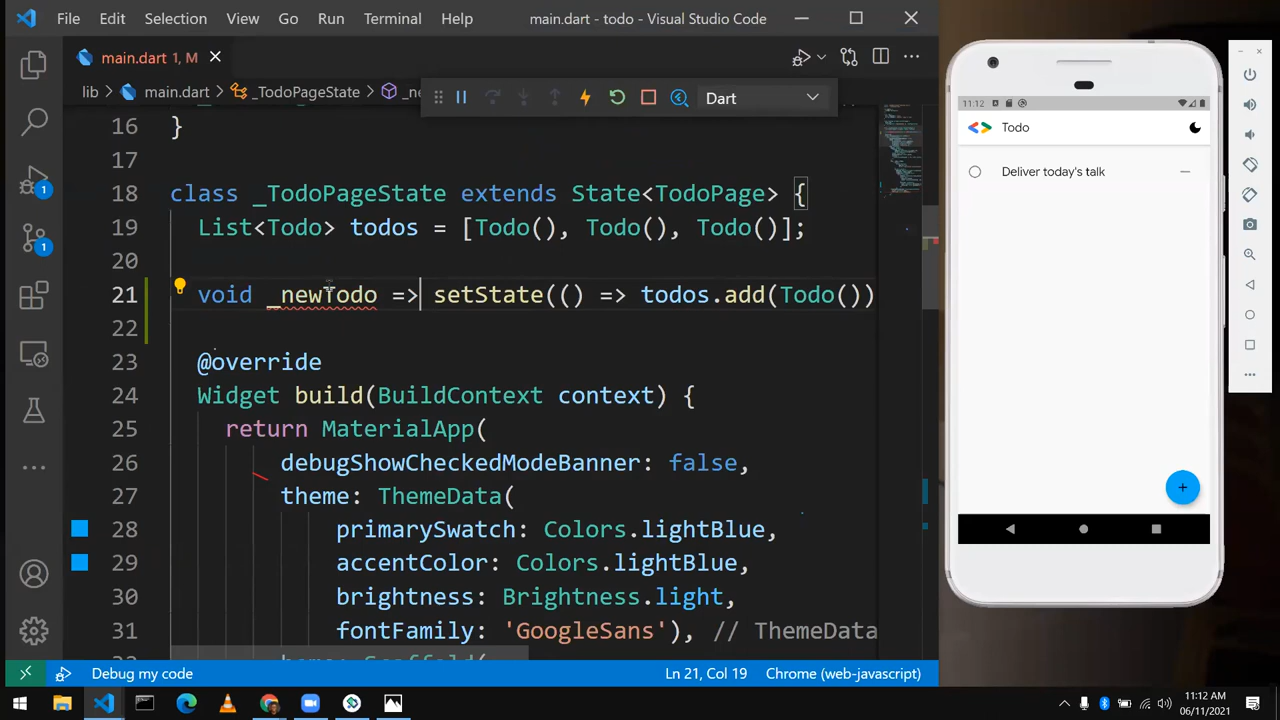 File Edit Selection View Go Run Terminal Help main.dart - todo - Visual Studio Code
main.dart 1, M
lib main.dart _TodoPageState
Dart
16 }
17
18 class _TodoPageState extends State<TodoPage> {
19 List<Todo> todos = [Todo(), Todo(), Todo()];
20
21 void _newTodo => setState(() => todos.add(Todo())
22
23 @override
24 Widget build(BuildContext context) {
25 return MaterialApp(
26 debugShowCheckedModeBanner: false,
27 theme: ThemeData(
28 primarySwatch: Colors.lightBlue,
29 accentColor: Colors.lightBlue,
30 brightness: Brightness.light,
31 fontFamily: 'GoogleSans'), // ThemeData
1
1
Debug my code Ln 21, Col 19 Chrome (web-javascript)
11:12
Todo
Deliver today's talk
11:12 AM
06/11/2021